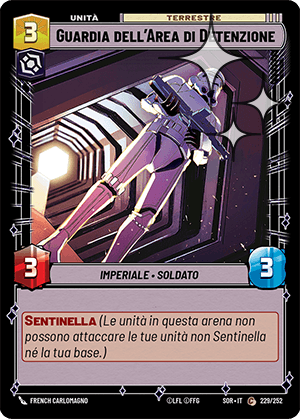 UNITÀ
TERRESTRE
3
GUARDIA DELL'AREA DI DETENZIONE
3
IMPERIALE • SOLDATO
3
SENTINELLA (Le unità in questa arena non
possono attaccare le tue unità non Sentinella
né la tua base.)
FRENCH CARLOMAGNO
©LFL ©FFG
SOR • IT
C
229/252